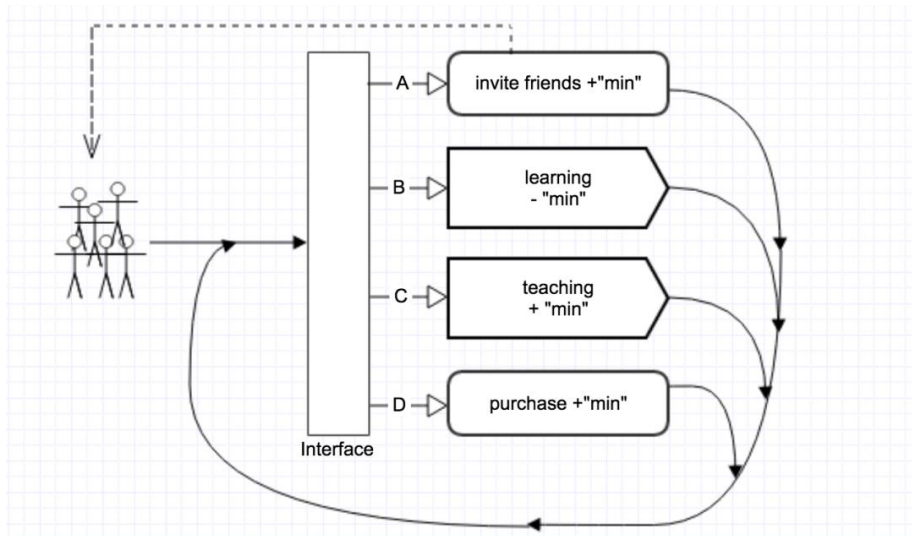 A
invite friends +"min"
B
learning
- "min"
C
teaching
+ "min"
D
purchase +"min"
Interface